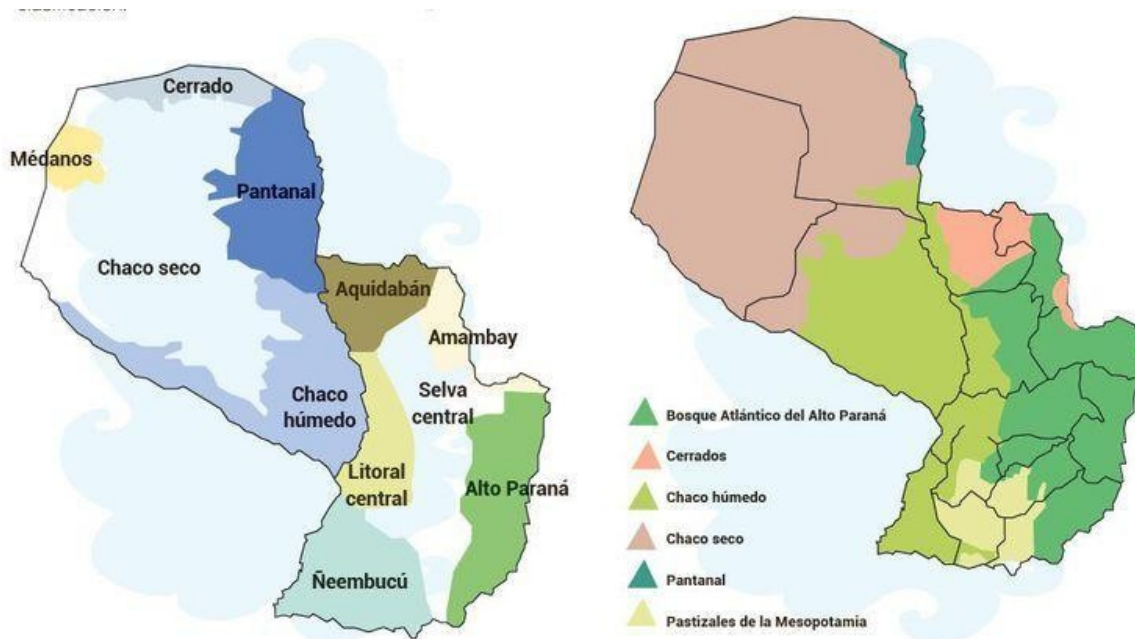 Cerrado
Médanos
Pantanal
Chaco seco
Aquidabán
Amambay
Chaco
húmedo
Selva
central
Litoral
central
Alto Paraná
Ñeembucú
Bosque Atlántico del Alto Paraná
Cerrados
Chaco húmedo
Chaco seco
Pantanal
Pastizales de la Mesopotamia